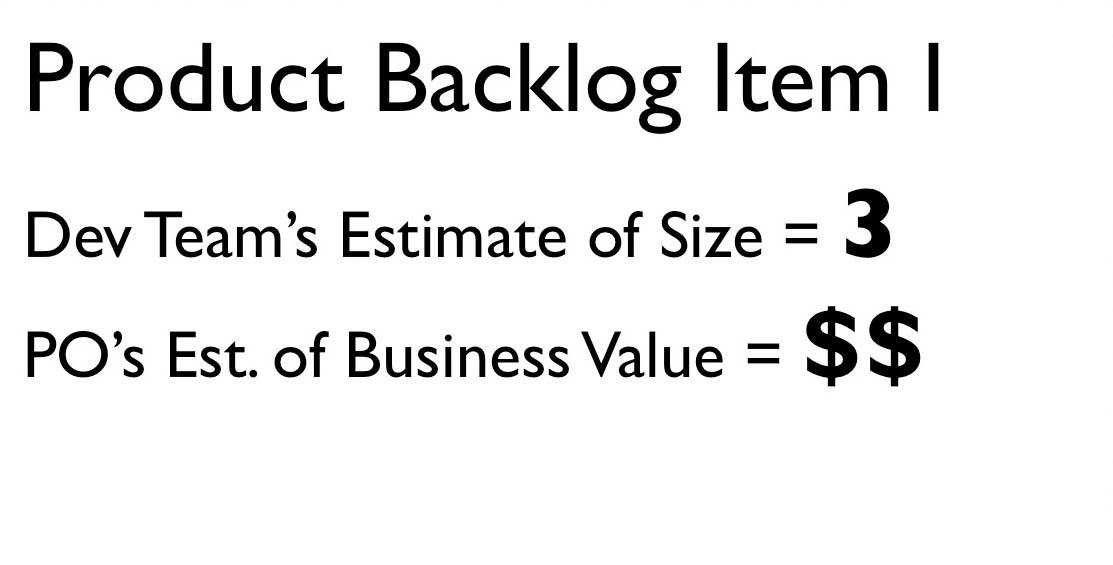 Product Backlog Item 1
Dev Team’s Estimate of Size = 3
PO’s Est. of Business Value = $$